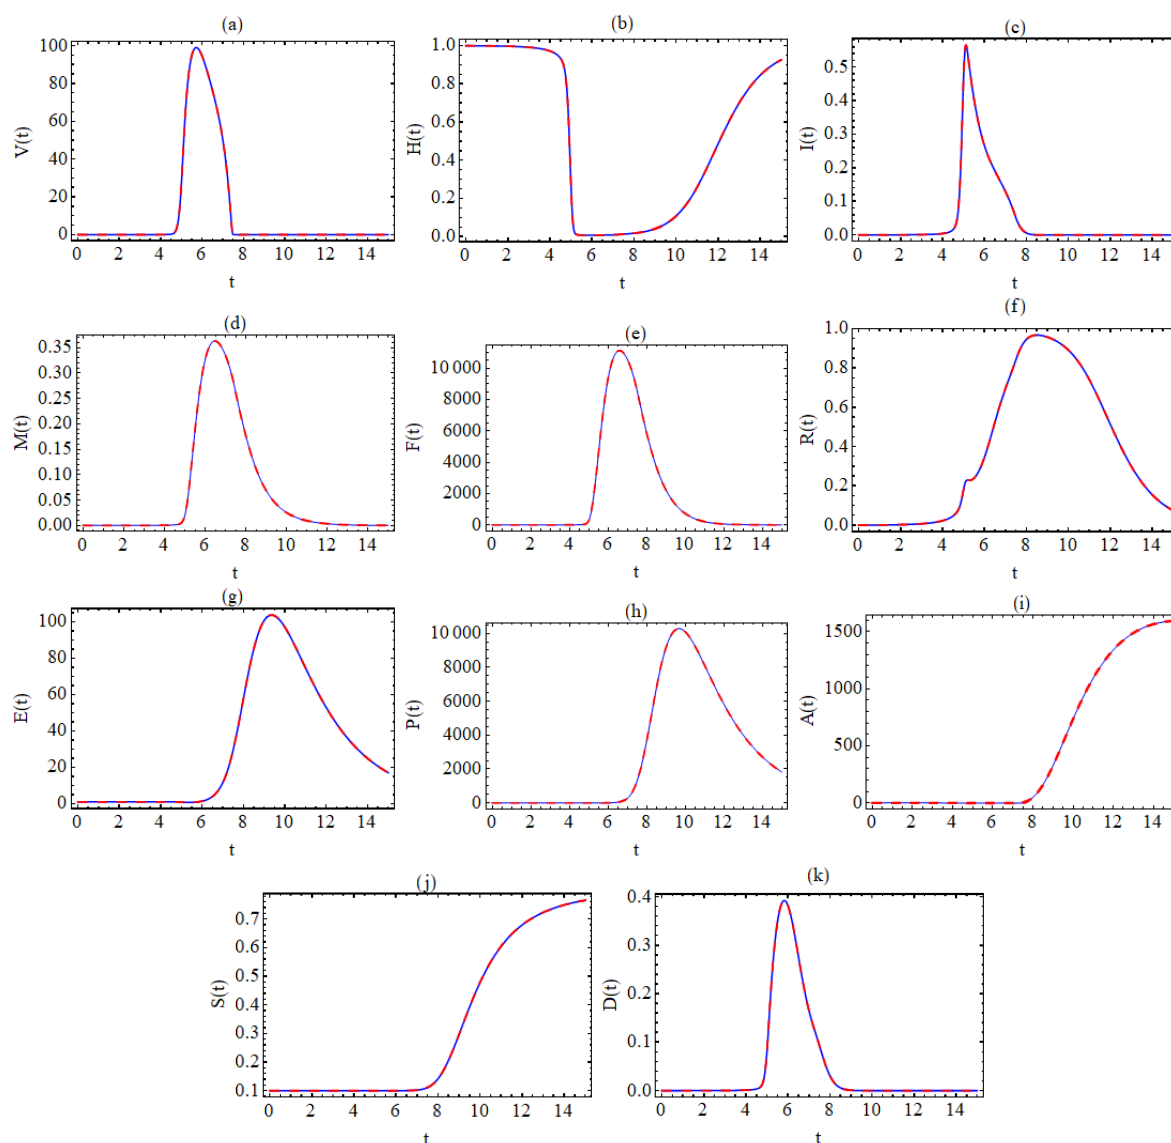 (a)
V(t)
100
80
60
40
20
0
0 2 4 6 8 10 12 14
t
(b)
H(t)
1.0
0.8
0.6
0.4
0.2
0.0
0 2 4 6 8 10 12 14
t
(c)
I(t)
0.5
0.4
0.3
0.2
0.1
0.0
0 2 4 6 8 10 12 14
t
(d)
M(t)
0.35
0.30
0.25
0.20
0.15
0.10
0.05
0.00
0 2 4 6 8 10 12 14
t
(e)
F(t)
10 000
8000
6000
4000
2000
0
0 2 4 6 8 10 12 14
t
(f)
R(t)
1.0
0.8
0.6
0.4
0.2
0.0
0 2 4 6 8 10 12 14
t
(g)
E(t)
100
80
60
40
20
0
0 2 4 6 8 10 12 14
t
(h)
P(t)
10 000
8000
6000
4000
2000
0
0 2 4 6 8 10 12 14
t
(i)
A(t)
1500
1000
500
0
0 2 4 6 8 10 12 14
t
(j)
S(t)
0.7
0.6
0.5
0.4
0.3
0.2
0.1
0 2 4 6 8 10 12 14
t
(k)
D(t)
0.4
0.3
0.2
0.1
0.0
0 2 4 6 8 10 12 14
t